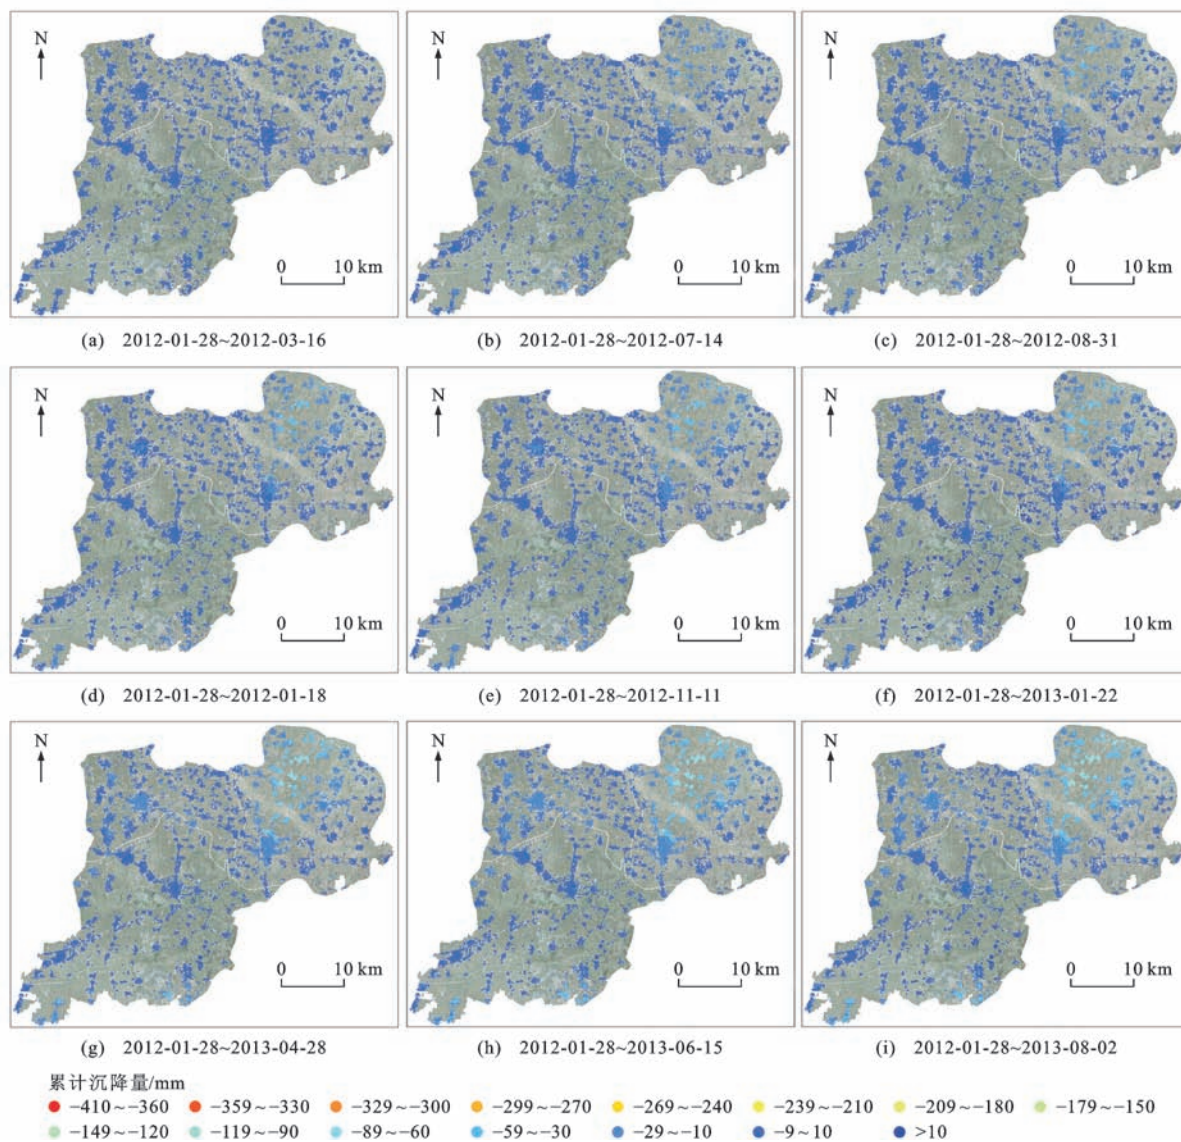 N N N
0 10 km 0 10 km 0 10 km
(a) 2012-01-28~2012-03-16 (b) 2012-01-28~2012-07-14 (c) 2012-01-28~2012-08-31
N N N
0 10 km 0 10 km 0 10 km
(d) 2012-01-28~2012-01-18 (e) 2012-01-28~2012-11-11 (f) 2012-01-28~2013-01-22
N N N
0 10 km 0 10 km 0 10 km
(g) 2012-01-28~2013-04-28 (h) 2012-01-28~2013-06-15 (i) 2012-01-28~2013-08-02
累计沉降量/mm
−410~−360 −359~−330 −329~−300 −299~−270 −269~−240 −239~−210 −209~−180 −179~−150
−149~−120 −119~−90 −89~−60 −59~−30 −29~−10 −9~10 >10